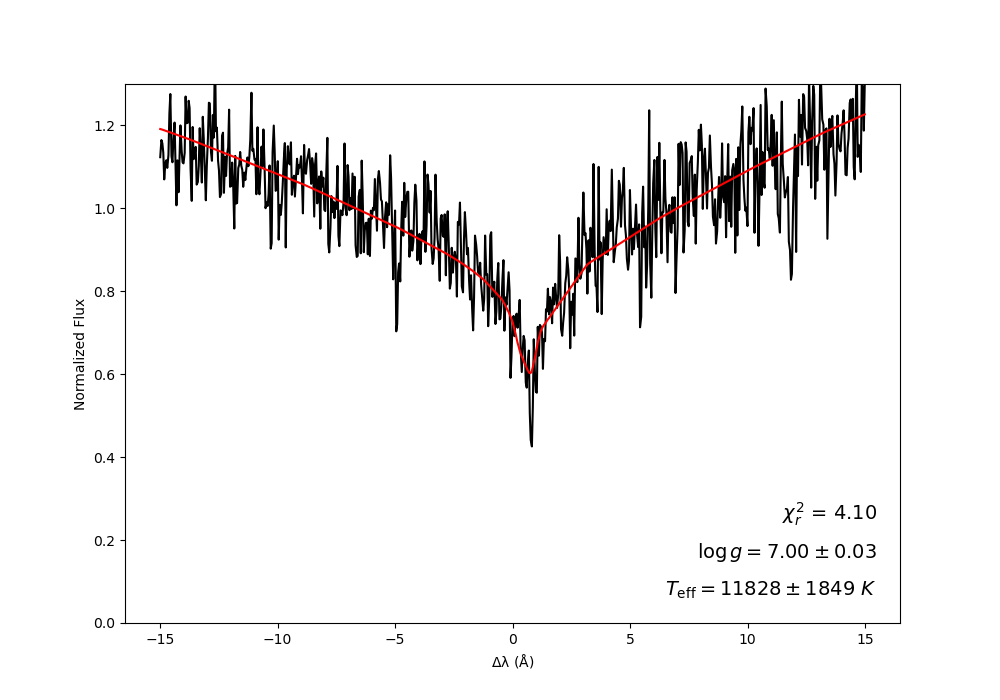 1.2
1.0
0.8
0.6
0.4
0.2
0.0
Normalized Flux
χ²ᵣ = 4.10
log g = 7.00 ± 0.03
T_eff = 11828 ± 1849 K
−15 −10 −5 0 5 10 15
Δλ (Å)